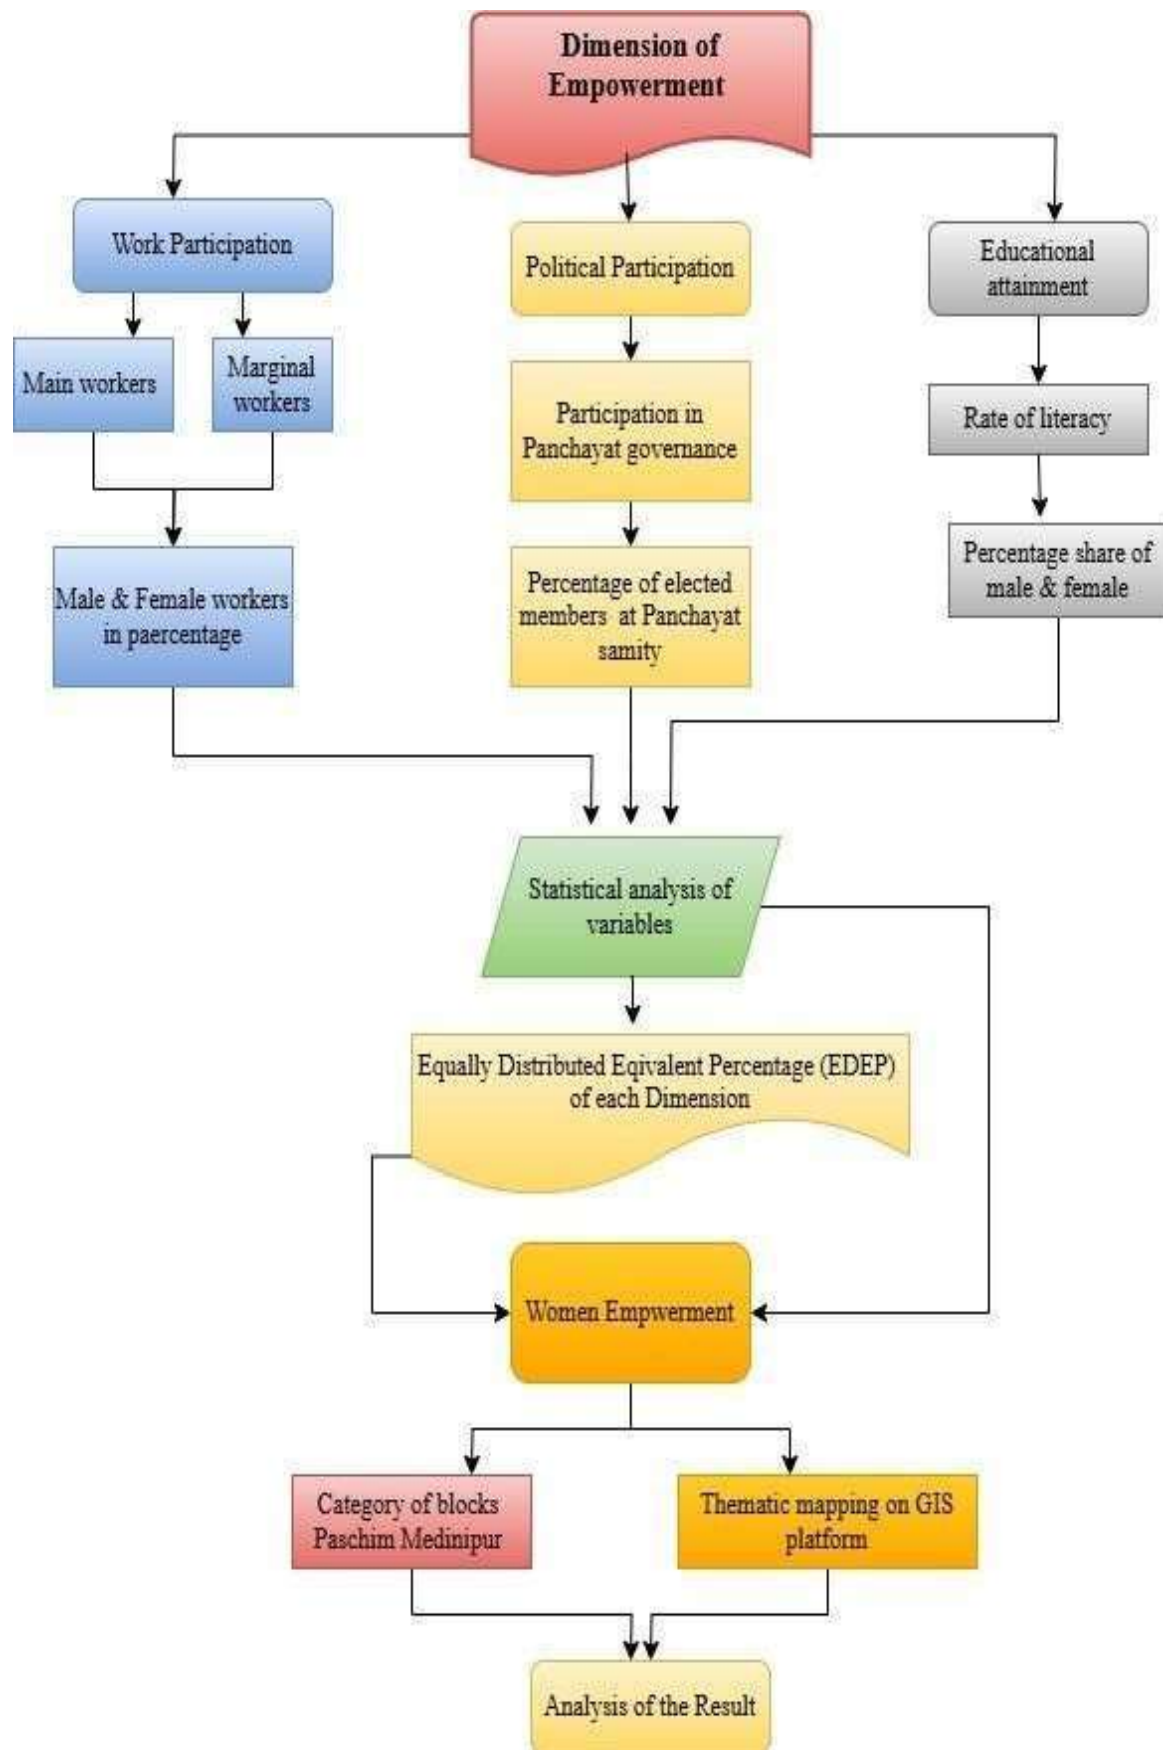 Dimension of
Empowerment
Work Participation
Political Participation
Educational
attainment
Main workers
Marginal
workers
Participation in
Panchayat governance
Rate of literacy
Male & Female workers
in paercentage
Percentage of elected
members at Panchayat
samity
Percentage share of
male & female
Statistical analysis of
variables
Equally Distributed Eqivalent Percentage (EDEP)
of each Dimension
Women Empwerment
Category of blocks
Paschim Medinipur
Thematic mapping on GIS
platform
Analysis of the Result